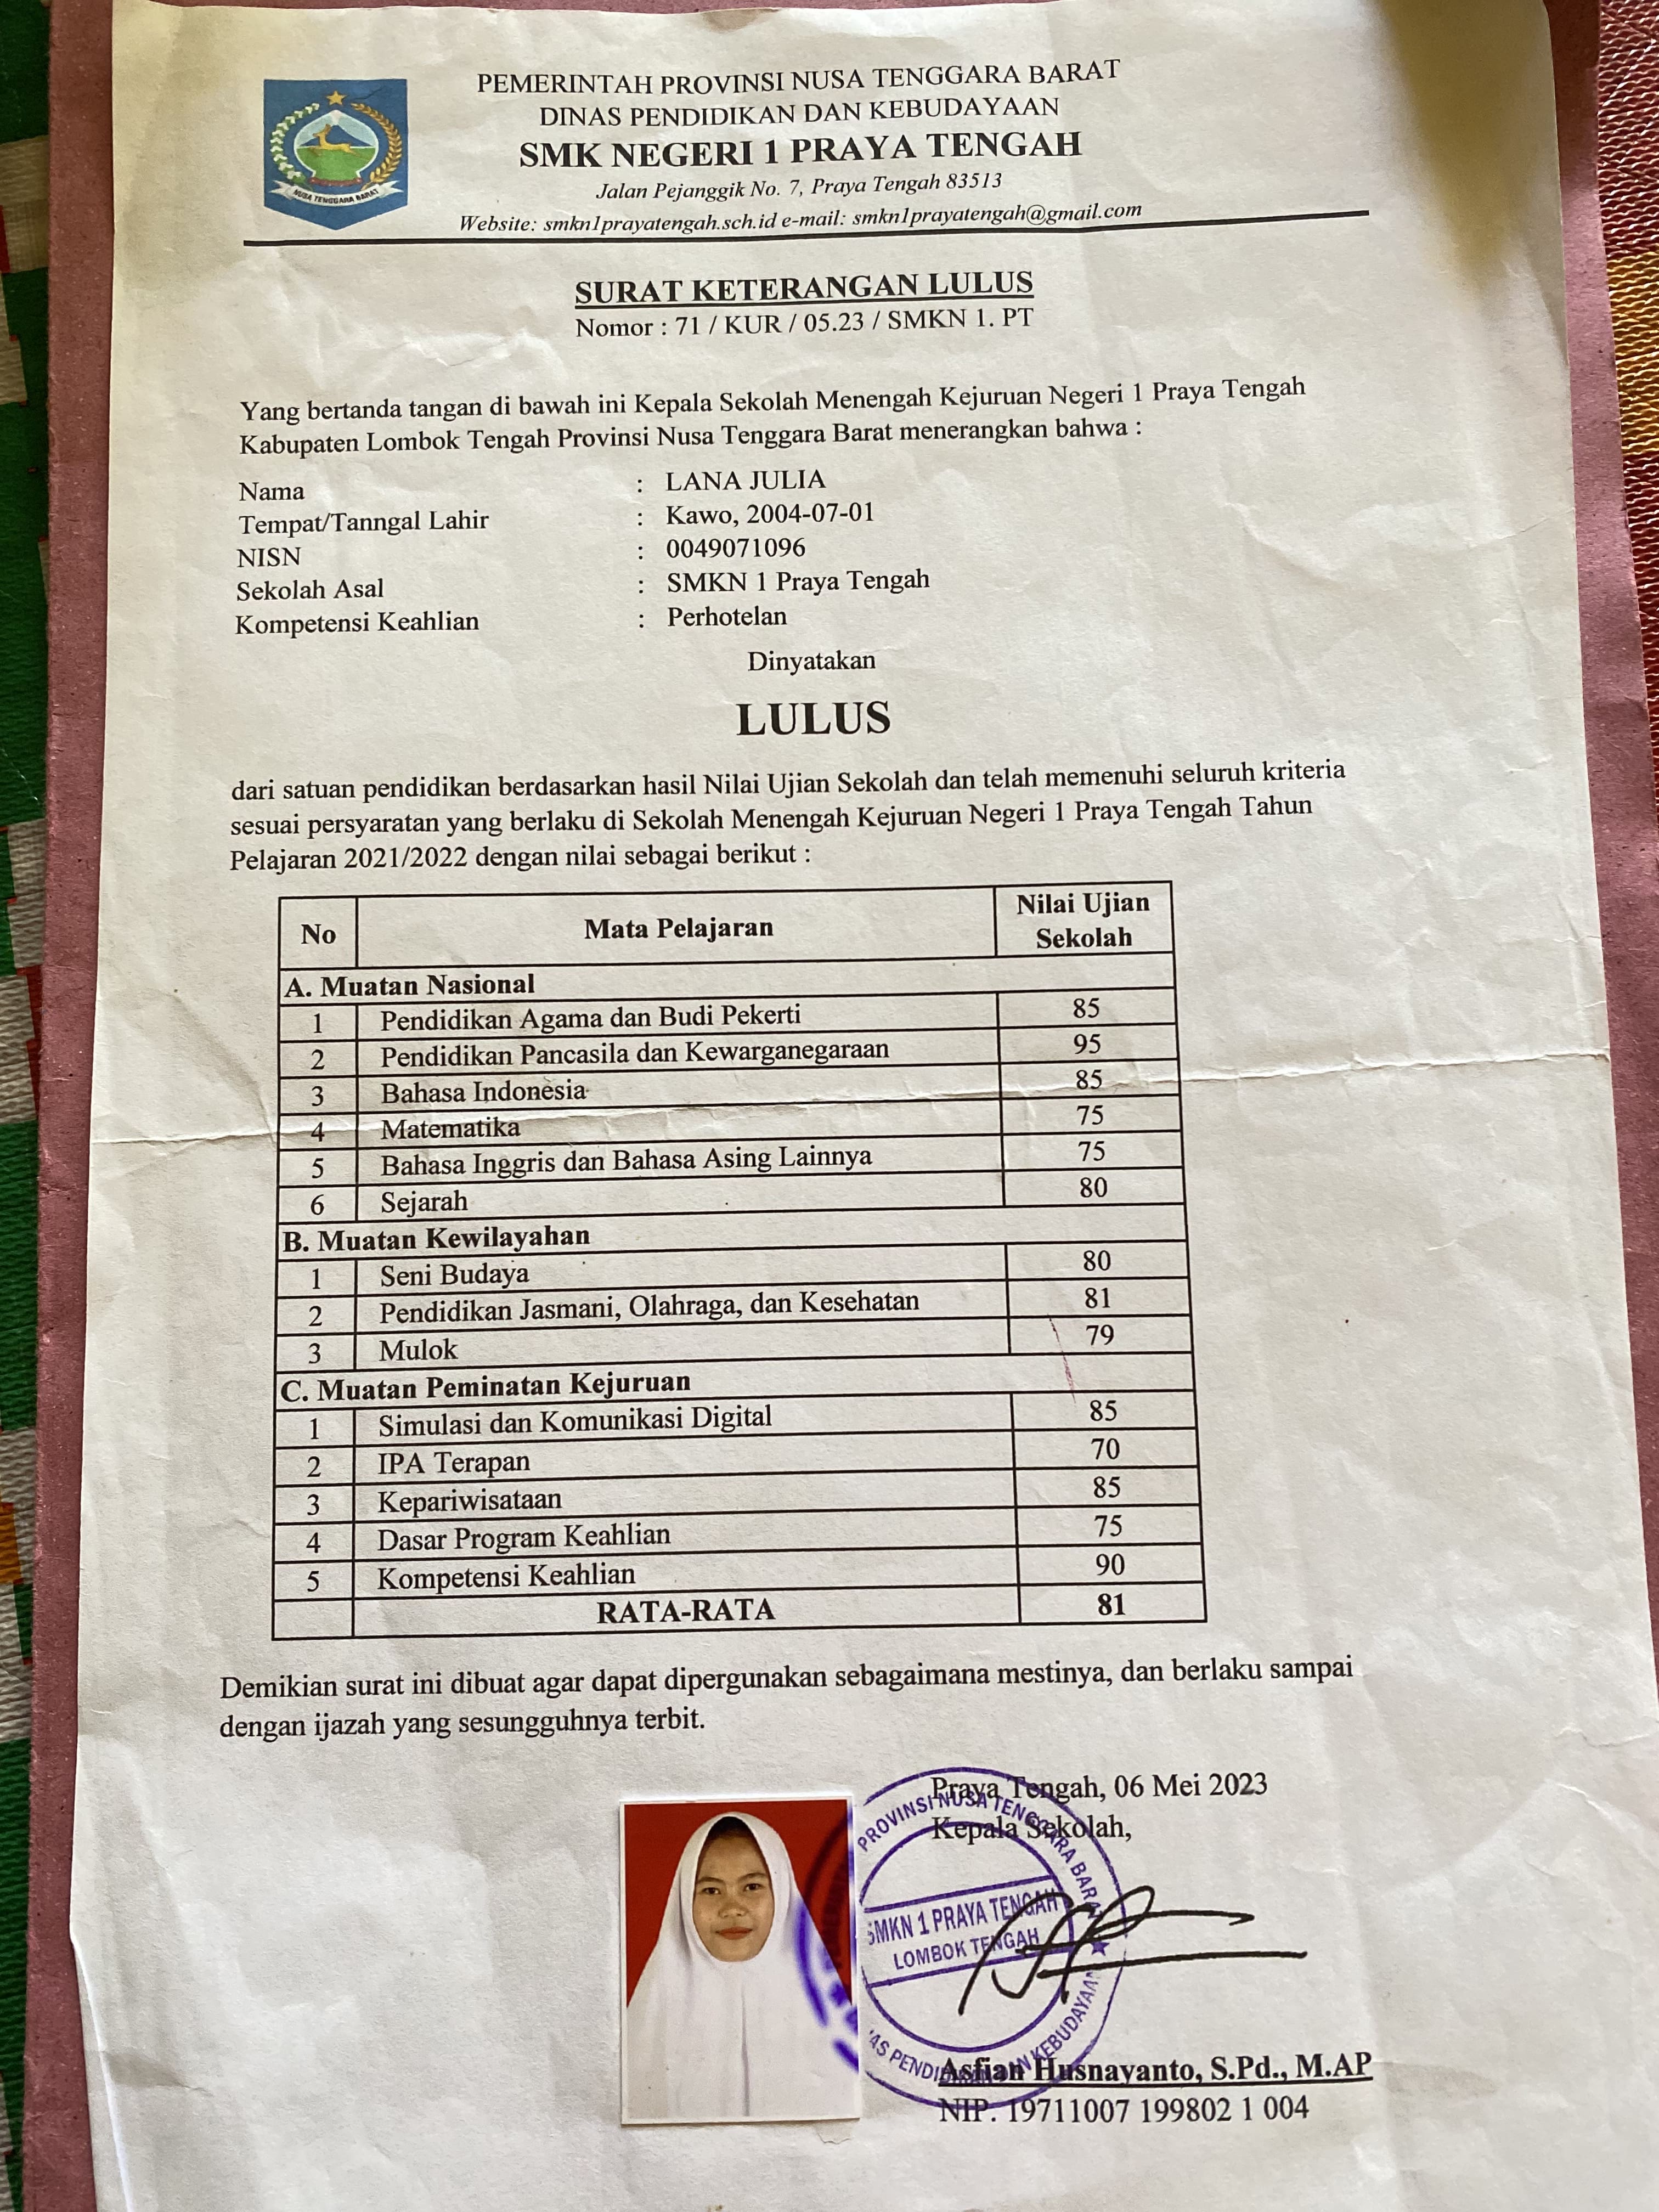 PEMERINTAH PROVINSI NUSA TENGGARA BARAT
DINAS PENDIDIKAN DAN KEBUDAYAAN
SMK NEGERI 1 PRAYA TENGAH
Jalan Pejanggik No. 7, Praya Tengah 83513
Website: smkn1prayatengah.sch.id e-mail: smkn1prayatengah@gmail.com
NUSA TENGGARA BARAT
SURAT KETERANGAN LULUS
Nomor : 71 / KUR / 05.23 / SMKN 1. PT
Yang bertanda tangan di bawah ini Kepala Sekolah Menengah Kejuruan Negeri 1 Praya Tengah
Kabupaten Lombok Tengah Provinsi Nusa Tenggara Barat menerangkan bahwa :
Nama : LANA JULIA
Tempat/Tanngal Lahir : Kawo, 2004-07-01
NISN : 0049071096
Sekolah Asal : SMKN 1 Praya Tengah
Kompetensi Keahlian : Perhotelan
Dinyatakan
LULUS
dari satuan pendidikan berdasarkan hasil Nilai Ujian Sekolah dan telah memenuhi seluruh kriteria
sesuai persyaratan yang berlaku di Sekolah Menengah Kejuruan Negeri 1 Praya Tengah Tahun
Pelajaran 2021/2022 dengan nilai sebagai berikut :
No Mata Pelajaran Nilai Ujian Sekolah
A. Muatan Nasional
1 Pendidikan Agama dan Budi Pekerti 85
2 Pendidikan Pancasila dan Kewarganegaraan 95
3 Bahasa Indonesia 85
4 Matematika 75
5 Bahasa Inggris dan Bahasa Asing Lainnya 75
6 Sejarah 80
B. Muatan Kewilayahan
1 Seni Budaya 80
2 Pendidikan Jasmani, Olahraga, dan Kesehatan 81
3 Mulok 79
C. Muatan Peminatan Kejuruan
1 Simulasi dan Komunikasi Digital 85
2 IPA Terapan 70
3 Kepariwisataan 85
4 Dasar Program Keahlian 75
5 Kompetensi Keahlian 90
RATA-RATA 81
Demikian surat ini dibuat agar dapat dipergunakan sebagaimana mestinya, dan berlaku sampai
dengan ijazah yang sesungguhnya terbit.
Praya Tengah, 06 Mei 2023
Kepala Sekolah,
PROVINSI NUSA TENGGARA BARAT
SMKN 1 PRAYA TENGAH
LOMBOK TENGAH
KEBUDAYAAN
Asfian Husnayanto, S.Pd., M.AP
NIP. 19711007 199802 1 004